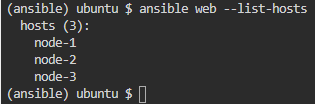 (ansible) ubuntu $ ansible web --list-hosts
  hosts (3):
    node-1
    node-2
    node-3
(ansible) ubuntu $